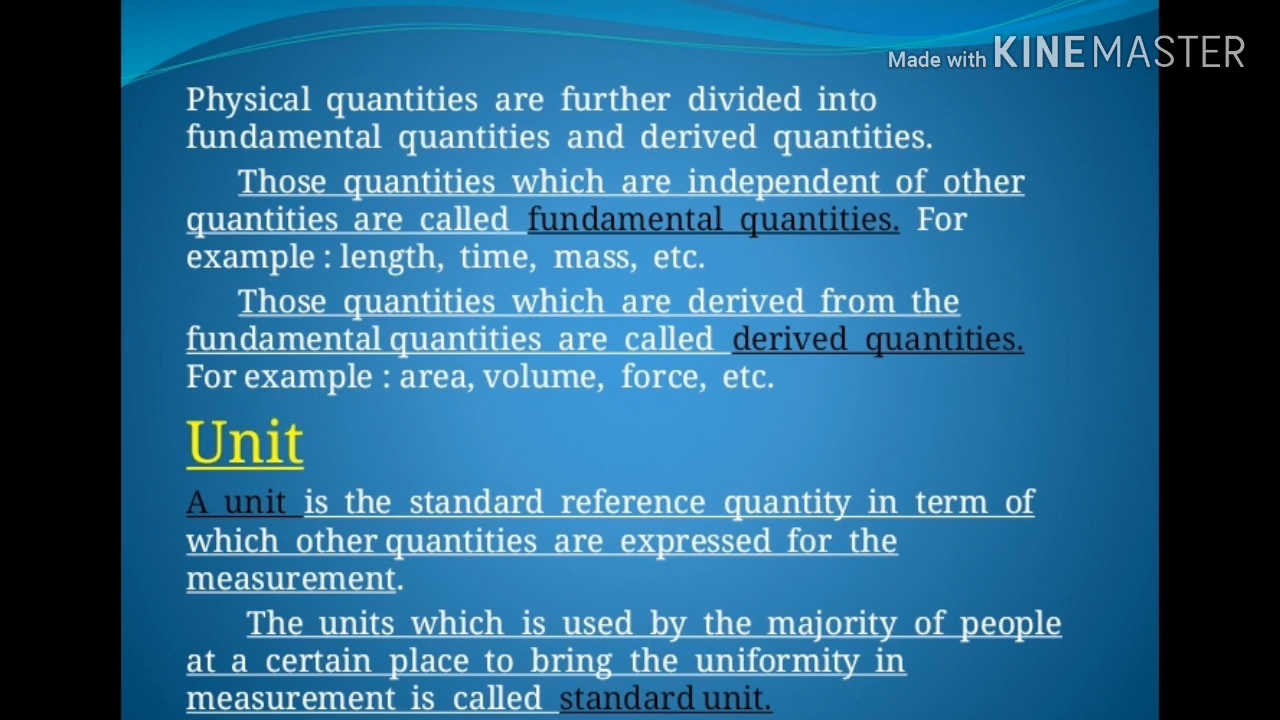 Made with KINEMASTER
Physical quantities are further divided into
fundamental quantities and derived quantities.
Those quantities which are independent of other
quantities are called fundamental quantities. For
example : length, time, mass, etc.
Those quantities which are derived from the
fundamental quantities are called derived quantities.
For example : area, volume, force, etc.
Unit
A unit is the standard reference quantity in term of
which other quantities are expressed for the
measurement.
The units which is used by the majority of people
at a certain place to bring the uniformity in
measurement is called standard unit.